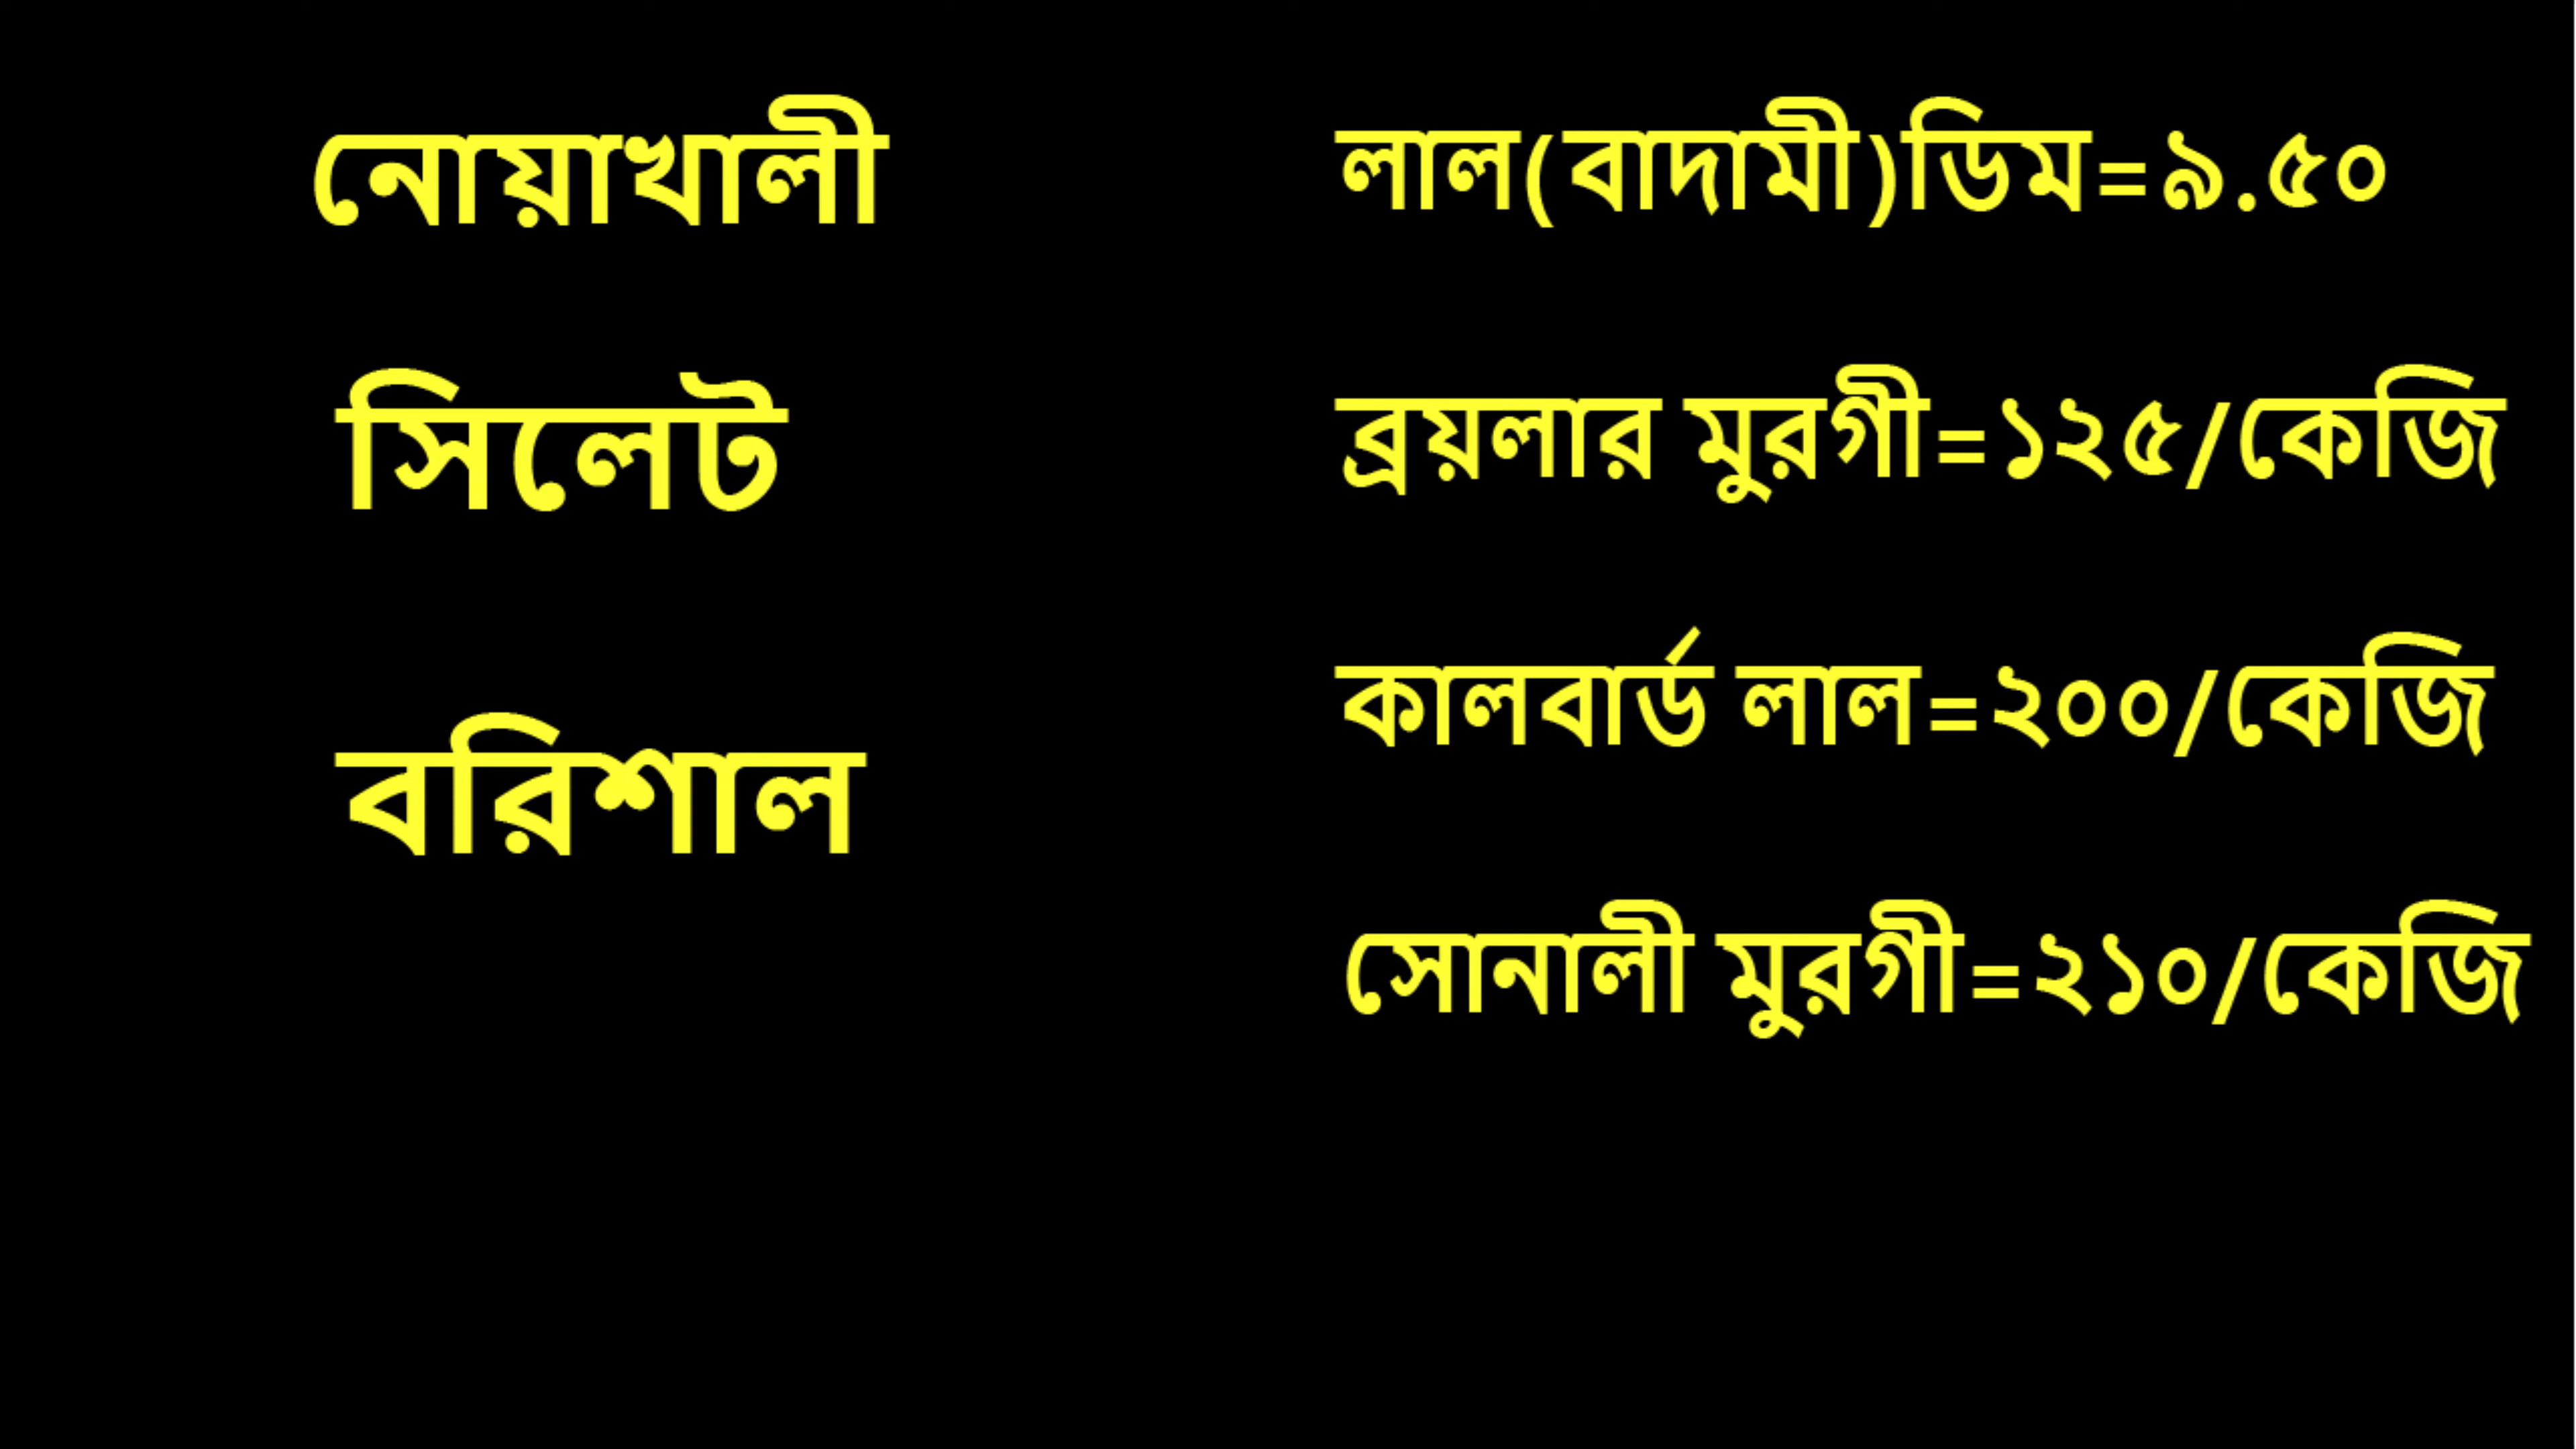 নোয়াখালী
সিলেট
বরিশাল
লাল(বাদামী)ডিম=৯.৫০
ব্রয়লার মুরগী=১২৫/কেজি
কালবার্ড লাল=২০০/কেজি
সোনালী মুরগী=২১০/কেজি